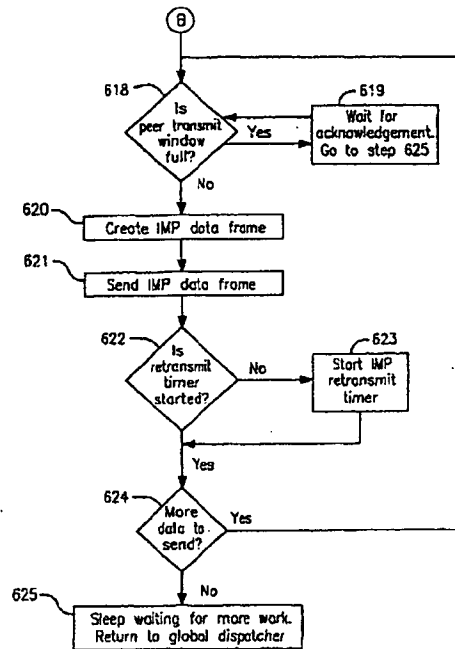 B
618
Is
peer transmit
window
full?
Yes
619
Wait for
acknowledgement.
Go to step 625
No
620
Create IMP data frame
621
Send IMP data frame
622
Is
retransmit
timer
started?
No
623
Start IMP
retransmit
timer
Yes
624
More
data to
send?
Yes
No
625
Sleep waiting for more work.
Return to global dispatcher